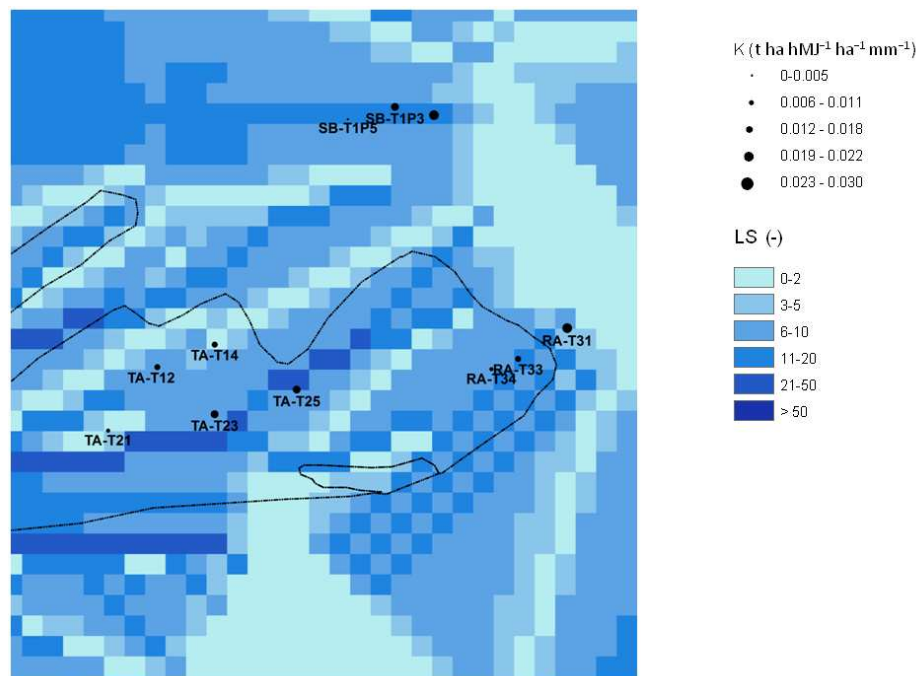 K (t ha hMJ⁻¹ ha⁻¹ mm⁻¹)
0-0.005
0.006 - 0.011
0.012 - 0.018
0.019 - 0.022
0.023 - 0.030
LS (-)
0-2
3-5
6-10
11-20
21-50
> 50
SB-T1P3
SB-T1P5
RA-T31
TA-T14
RA-T33
TA-T12
RA-T34
TA-T25
TA-T23
TA-T21